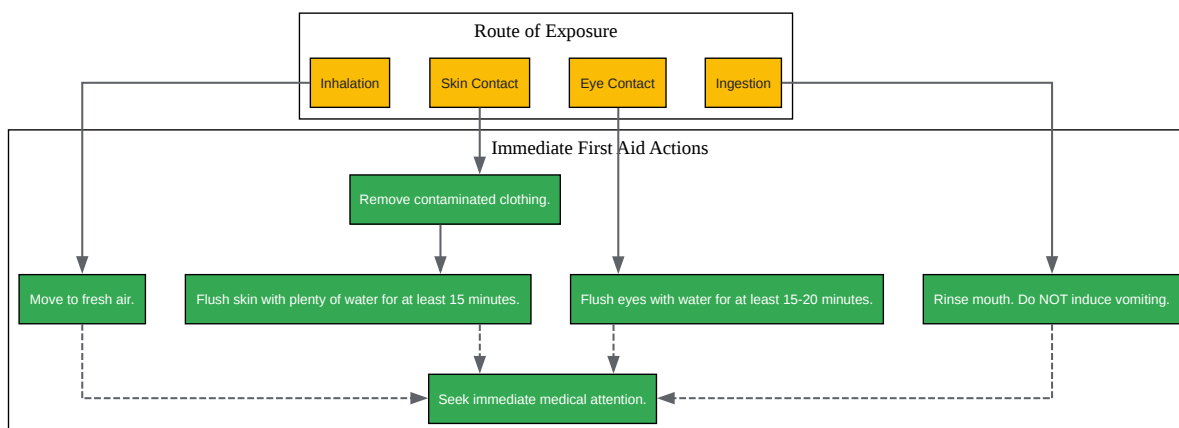 Route of Exposure
Inhalation
Skin Contact
Eye Contact
Ingestion
Immediate First Aid Actions
Remove contaminated clothing.
Move to fresh air.
Flush skin with plenty of water for at least 15 minutes.
Flush eyes with water for at least 15-20 minutes.
Rinse mouth. Do NOT induce vomiting.
Seek immediate medical attention.